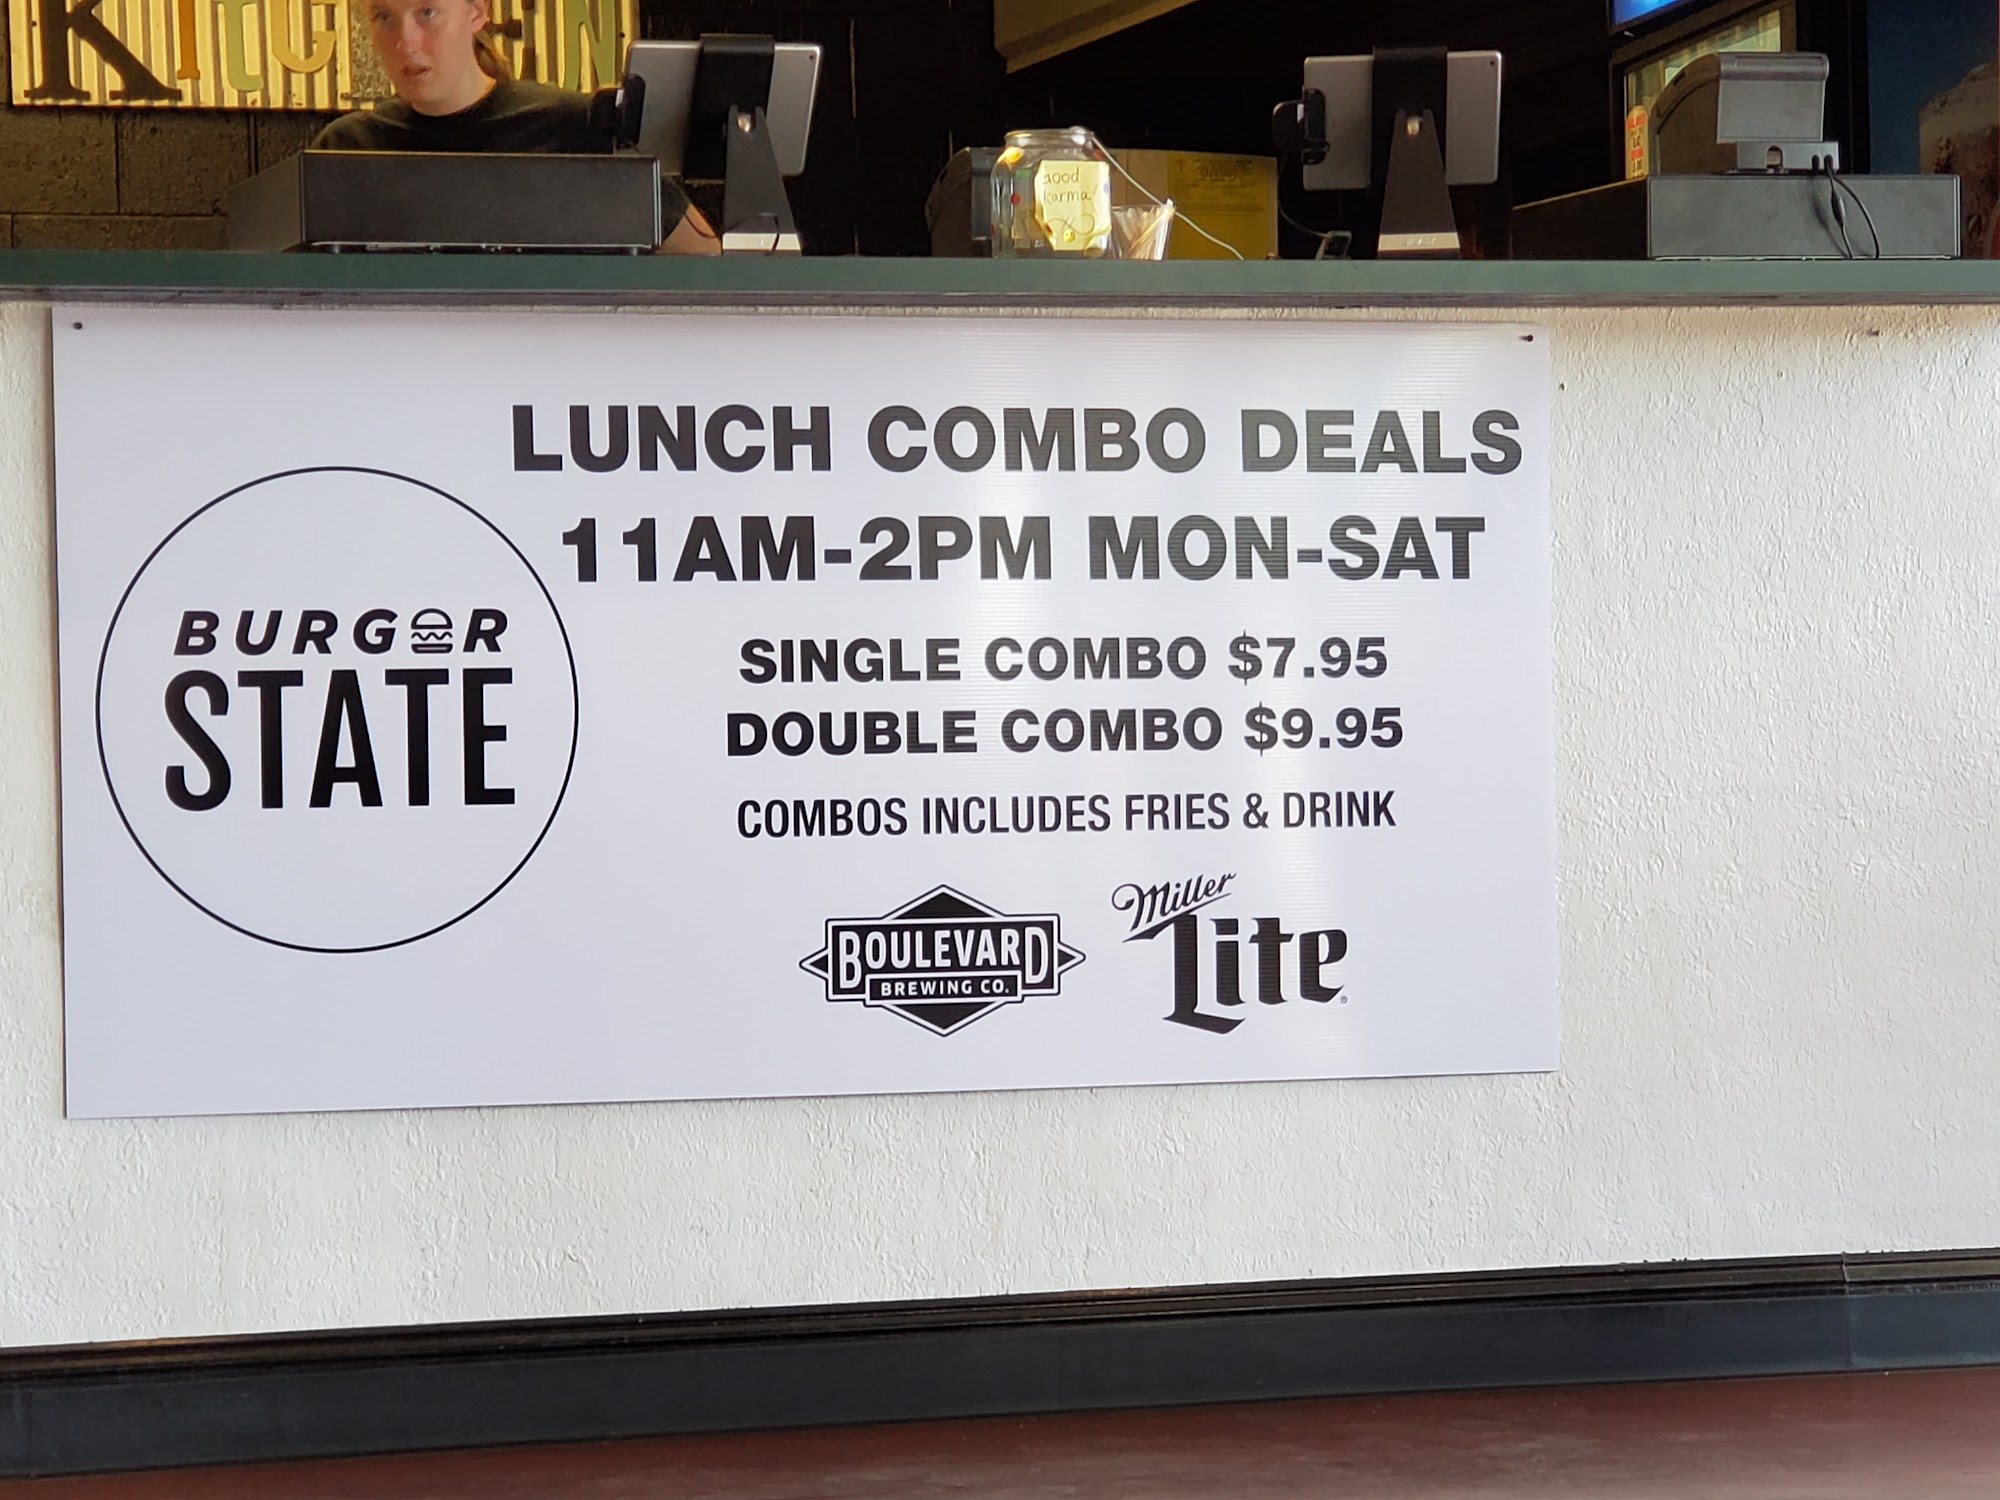 KITCHEN
good
karma!
LUNCH COMBO DEALS
11AM-2PM MON-SAT
BURGER
STATE
SINGLE COMBO $7.95
DOUBLE COMBO $9.95
COMBOS INCLUDES FRIES & DRINK
BOULEVARD
BREWING CO.
Miller
Lite